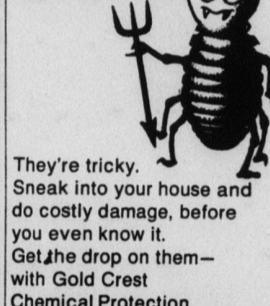 They're tricky.
Sneak into your house and
do costly damage, before
you even know it.
Get the drop on them—
with Gold Crest
Chemical Protection